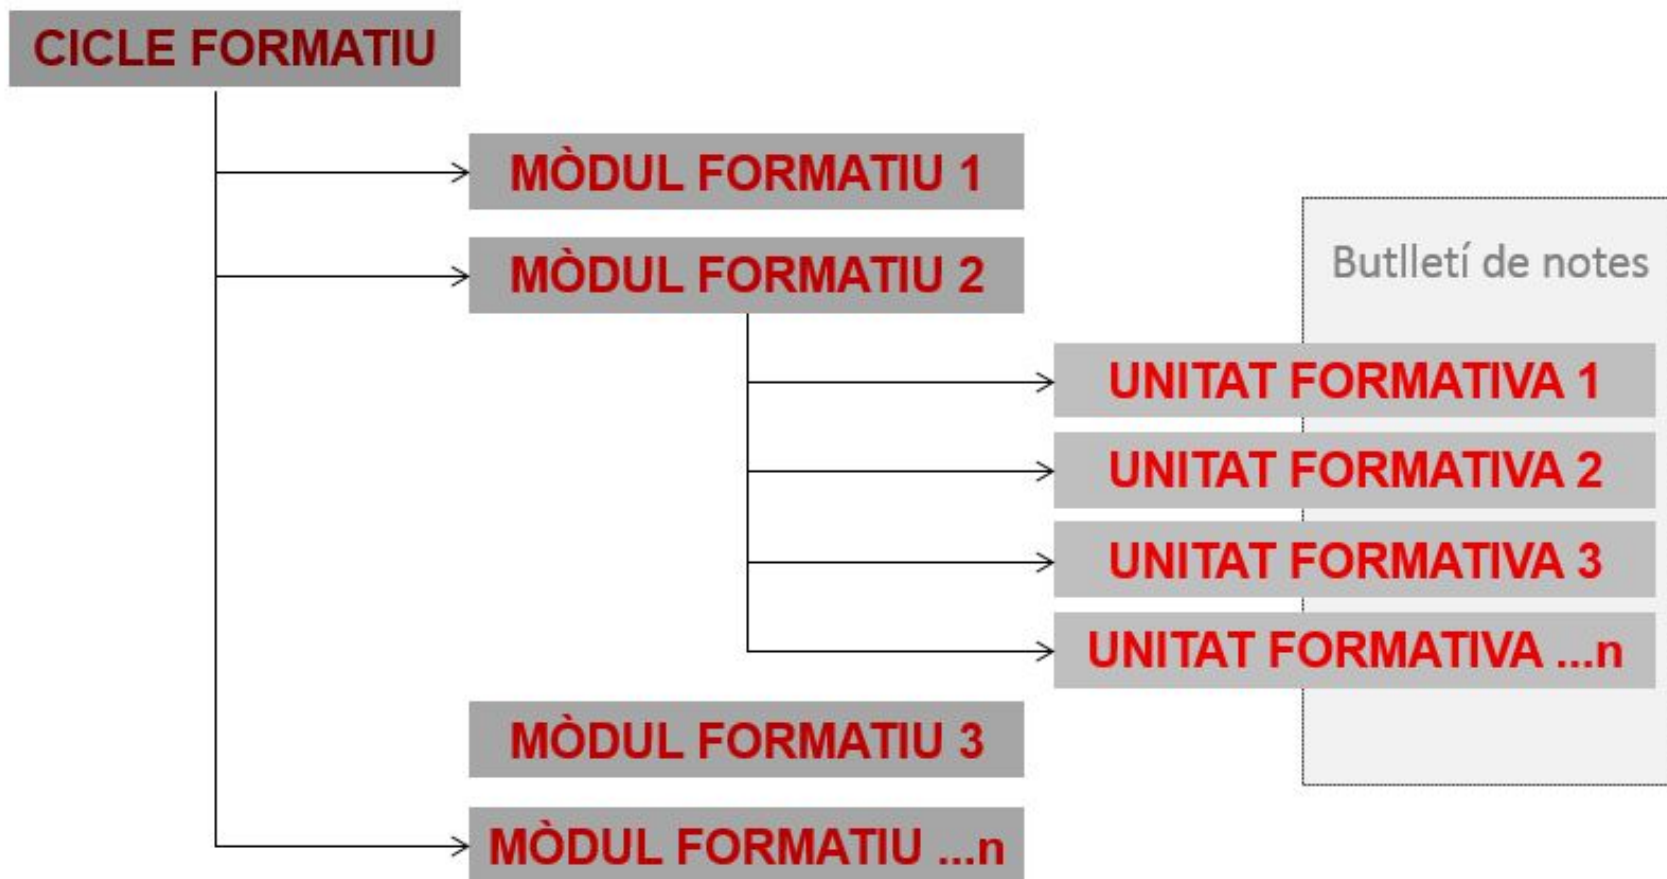 CICLE FORMATIU
MÒDUL FORMATIU 1
MÒDUL FORMATIU 2
Butlletí de notes
UNITAT FORMATIVA 1
UNITAT FORMATIVA 2
UNITAT FORMATIVA 3
UNITAT FORMATIVA ...n
MÒDUL FORMATIU 3
MÒDUL FORMATIU ...n